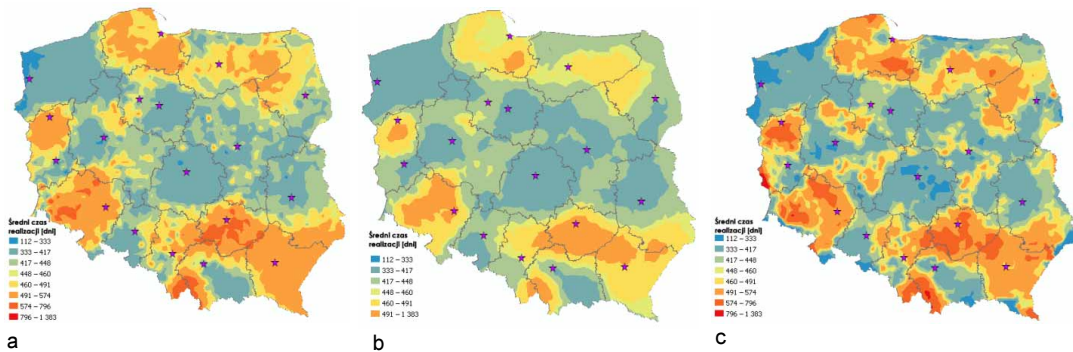 Średni czas
realizacji [dni]
112 – 333
333 – 417
417 – 448
448 – 460
460 – 491
491 – 574
574 – 796
796 – 1 383
a
Średni czas
realizacji [dni]
112 – 333
333 – 417
417 – 448
448 – 460
460 – 491
491 – 1 383
b
Średni czas
realizacji [dni]
112 – 333
333 – 417
417 – 448
448 – 460
460 – 491
491 – 574
574 – 796
796 – 1 383
c